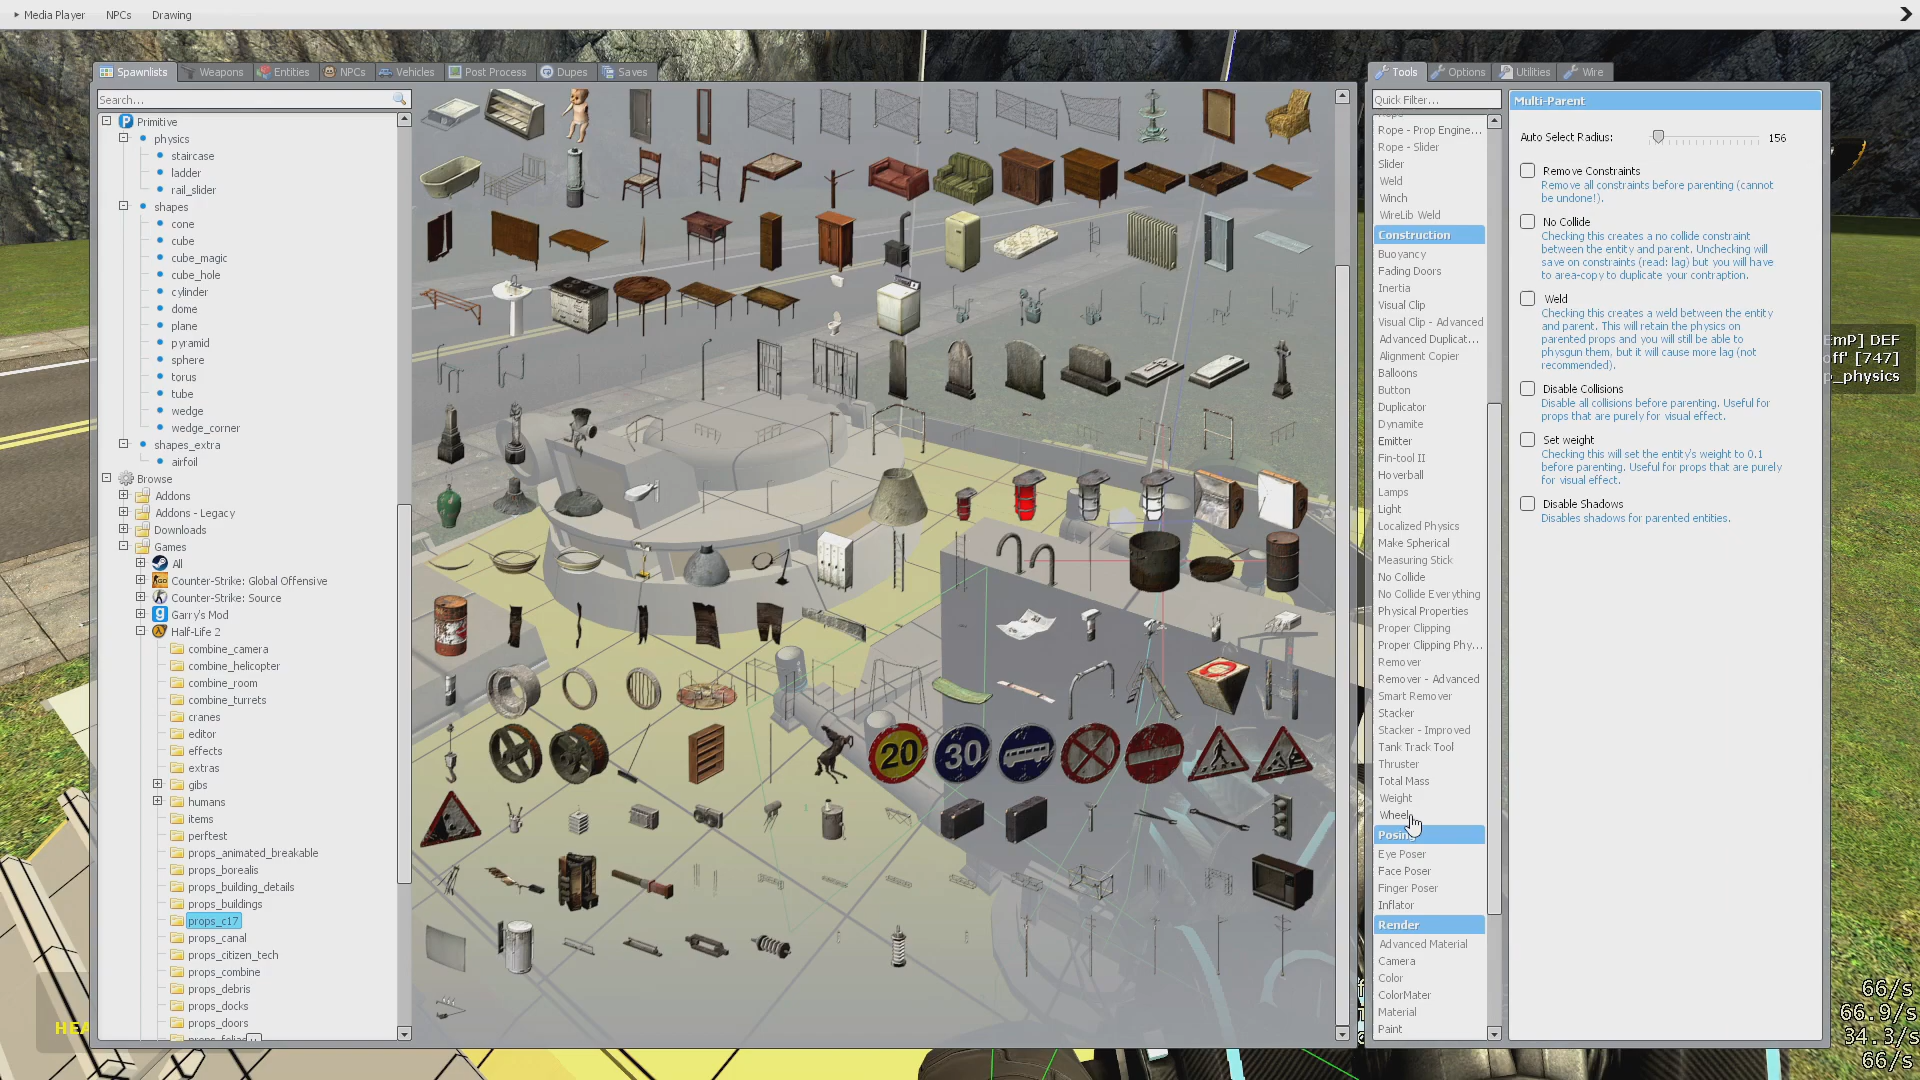 Media Player NPCs Drawing
Spawnlists Weapons Entities NPCs Vehicles Post Process Dupes Saves
Search...
Primitive
physics
staircase
ladder
rail_slider
shapes
cone
cube
cube_magic
cube_hole
cylinder
dome
plane
pyramid
sphere
torus
tube
wedge
wedge_corner
shapes_extra
airfoil
Browse
Addons
Addons - Legacy
Downloads
Games
All
Counter-Strike: Global Offensive
Counter-Strike: Source
Garry's Mod
Half-Life 2
combine_camera
combine_helicopter
combine_room
combine_turrets
cranes
editor
effects
extras
gibs
humans
items
perftest
props_animated_breakable
props_borealis
props_building_details
props_buildings
props_c17
props_canal
props_citizen_tech
props_combine
props_debris
props_docks
props_doors
20
30
Tools Options Utilities Wire
Quick Filter...
Rope - Prop Engine...
Rope - Slider
Slider
Weld
Winch
WireLib Weld
Construction
Buoyancy
Fading Doors
Inertia
Visual Clip
Visual Clip - Advanced
Advanced Duplicat...
Alignment Copier
Balloons
Button
Duplicator
Dynamite
Emitter
Fin-tool II
Hoverball
Lamps
Light
Localized Physics
Make Spherical
Measuring Stick
No Collide
No Collide Everything
Physical Properties
Proper Clipping
Proper Clipping Phy...
Remover
Remover - Advanced
Smart Remover
Stacker
Stacker - Improved
Tank Track Tool
Thruster
Total Mass
Weight
Wheel
Posing
Eye Poser
Face Poser
Finger Poser
Inflator
Render
Advanced Material
Camera
Color
ColorMater
Material
Paint
Multi-Parent
Auto Select Radius: 156
Remove Constraints
Remove all constraints before parenting (cannot
be undone!).
No Collide
Checking this creates a no collide constraint
between the entity and parent. Unchecking will
save on constraints (read: lag) but you will have
to area-copy to duplicate your contraption.
Weld
Checking this creates a weld between the entity
and parent. This will retain the physics on
parented props and you will still be able to
physgun them, but it will cause more lag (not
recommended).
Disable Collisions
Disable all collisions before parenting. Useful for
props that are purely for visual effect.
Set weight
Checking this will set the entity's weight to 0.1
before parenting. Useful for props that are purely
for visual effect.
Disable Shadows
Disables shadows for parented entities.
EmP] DEF
off' [747]
p_physics
HEA
66/s
66.9/s
34.3/s
66/s